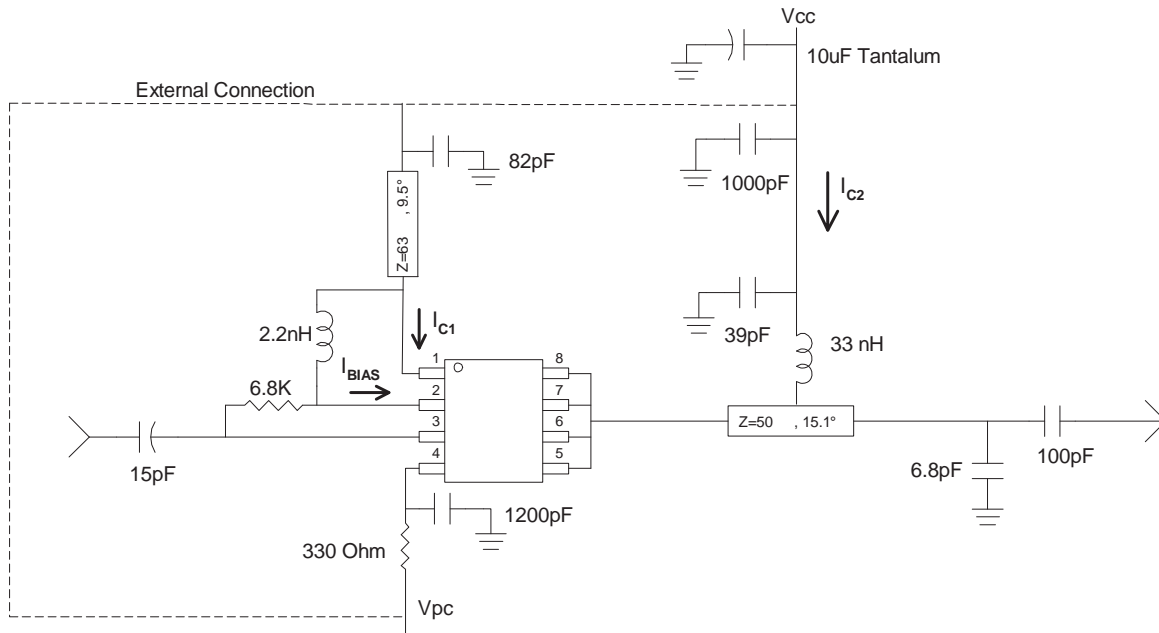 Vcc
10uF Tantalum
External Connection
82pF
1000pF
IC2
Z=63 , 9.5°
2.2nH
IC1
39pF
33 nH
IBIAS
6.8K
1
2
3
4
8
7
6
5
Z=50 , 15.1°
15pF
6.8pF
100pF
1200pF
330 Ohm
Vpc